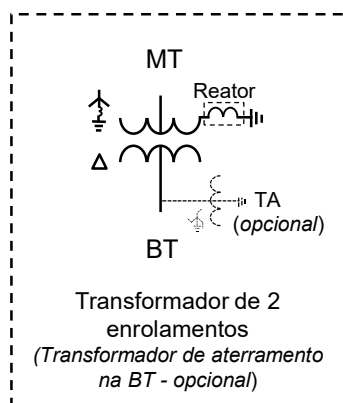 MT
Reator
Δ
TA
(opcional)
BT
Transformador de 2
enrolamentos
(Transformador de aterramento
na BT - opcional)